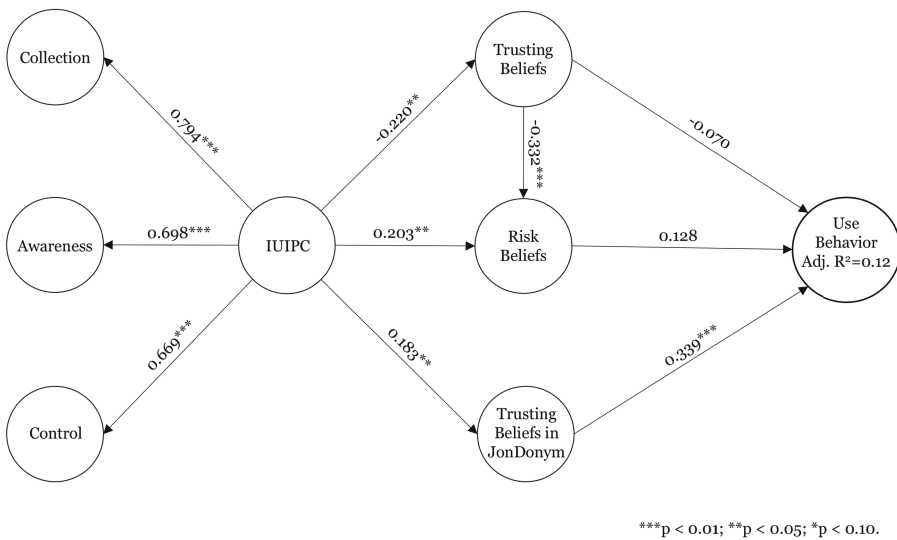 Collection
Trusting
Beliefs
0.794***
-0.220**
-0.332***
-0.070
Awareness
0.698***
IUIPC
0.203**
Risk
Beliefs
0.128
Use
Behavior
Adj. R²=0.12
0.669***
0.183**
0.339***
Control
Trusting
Beliefs in
JonDonym
***p < 0.01; **p < 0.05; *p < 0.10.